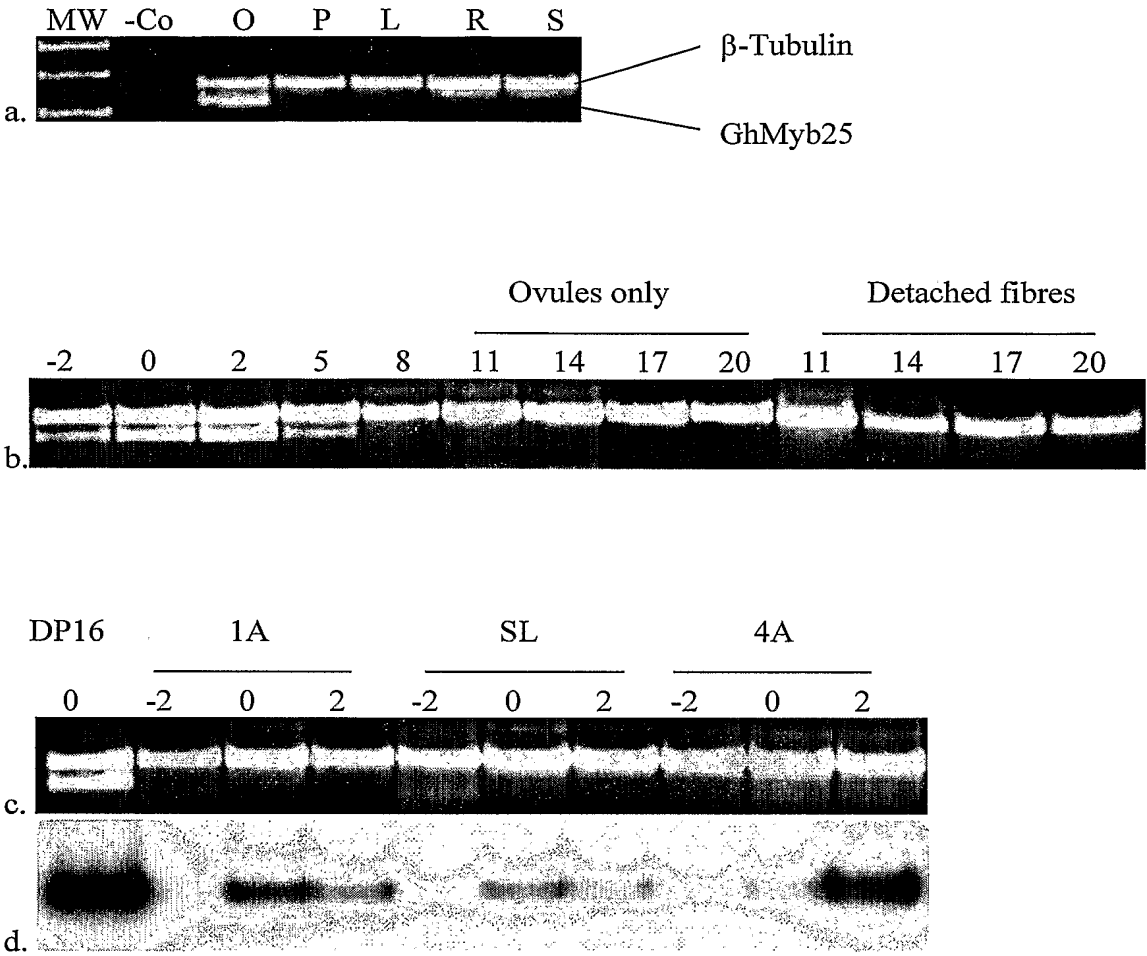 MW -Co O P L R S
β-Tubulin
a.
GhMyb25
Ovules only Detached fibres
-2 0 2 5 8 11 14 17 20 11 14 17 20
b.
DP16 1A SL 4A
0 -2 0 2 -2 0 2 -2 0 2
c.
d.